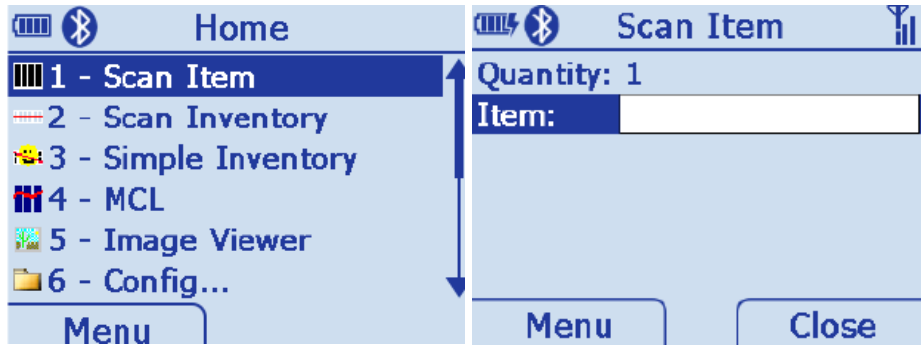 Home
1 - Scan Item
2 - Scan Inventory
3 - Simple Inventory
4 - MCL
5 - Image Viewer
6 - Config...
Menu
Scan Item
Quantity: 1
Item:
Menu Close